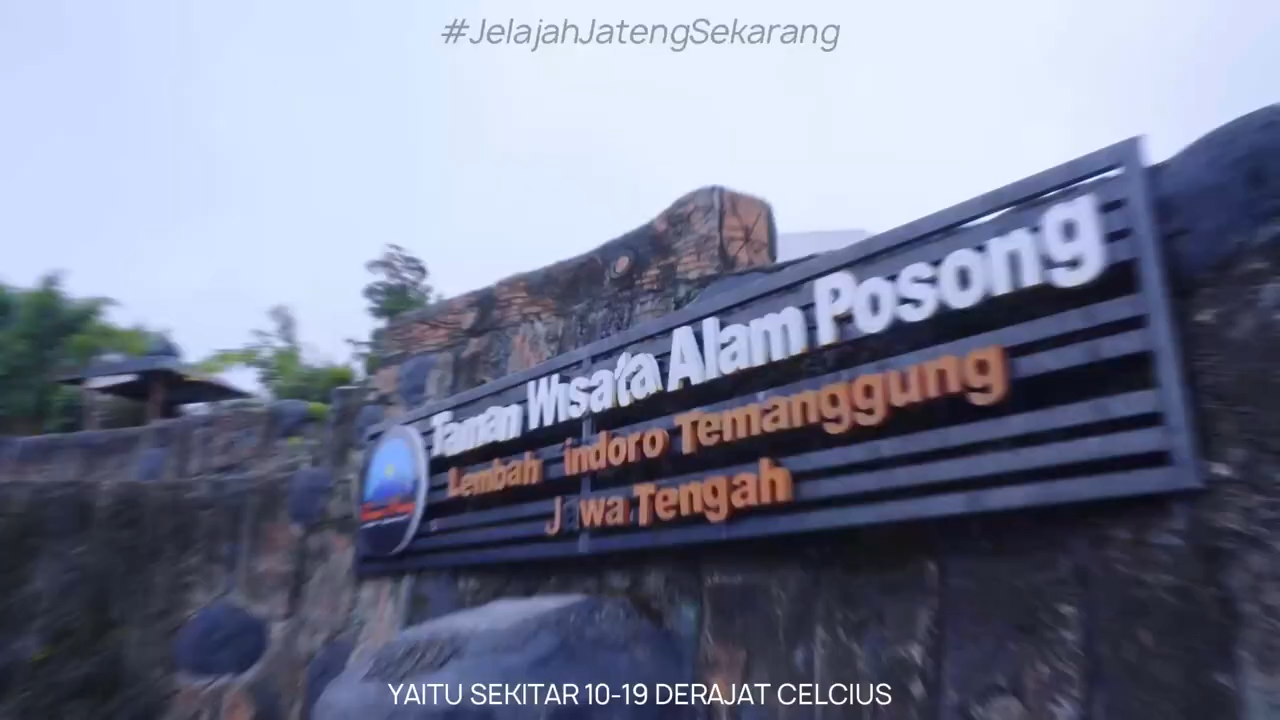 #JelajahJatengSekarang
Taman Wisata Alam Posong
Lembah indoro Temanggung
Jawa Tengah
YAITU SEKITAR 10-19 DERAJAT CELCIUS